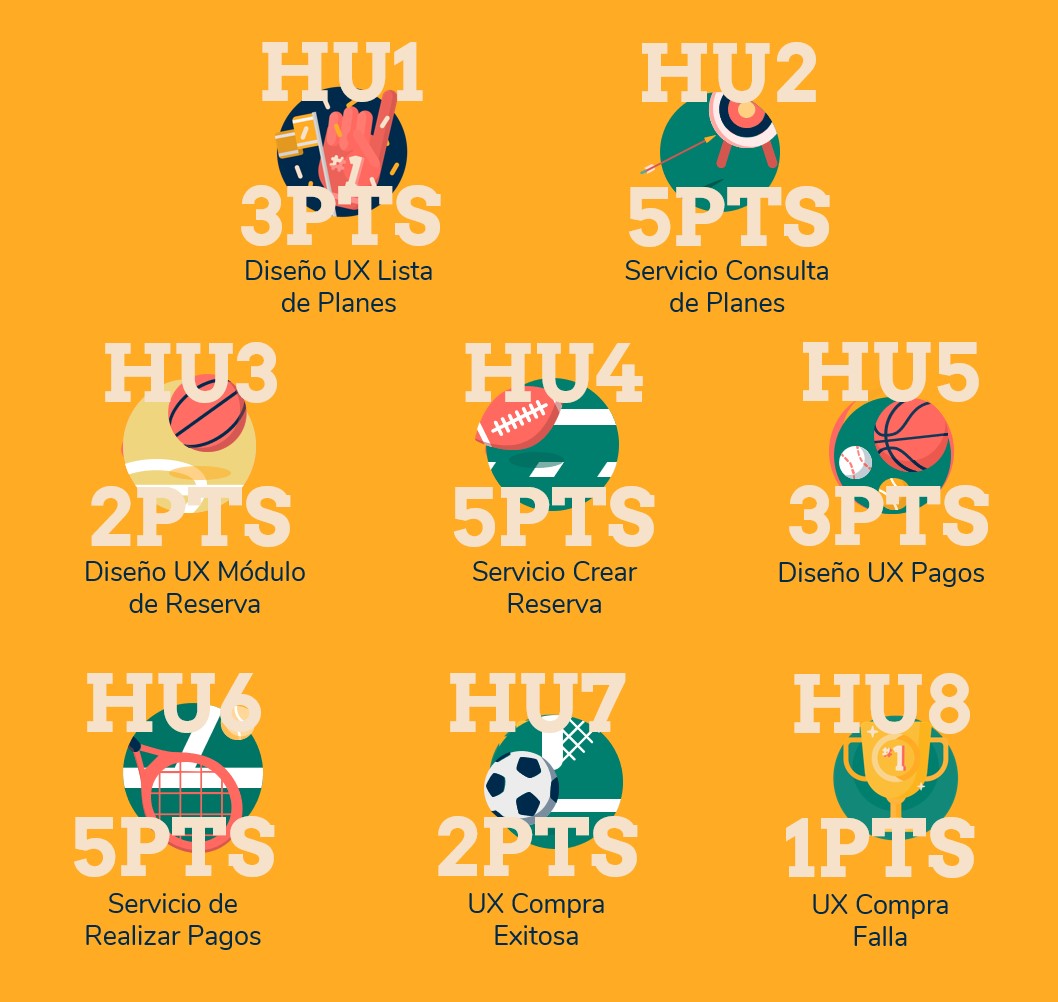 HU1
#1
3PTS
Diseño UX Lista
de Planes
HU2
5PTS
Servicio Consulta
de Planes
HU3
2PTS
Diseño UX Módulo
de Reserva
HU4
5PTS
Servicio Crear
Reserva
HU5
3PTS
Diseño UX Pagos
HU6
5PTS
Servicio de
Realizar Pagos
HU7
2PTS
UX Compra
Exitosa
HU8
#1
1PTS
UX Compra
Falla